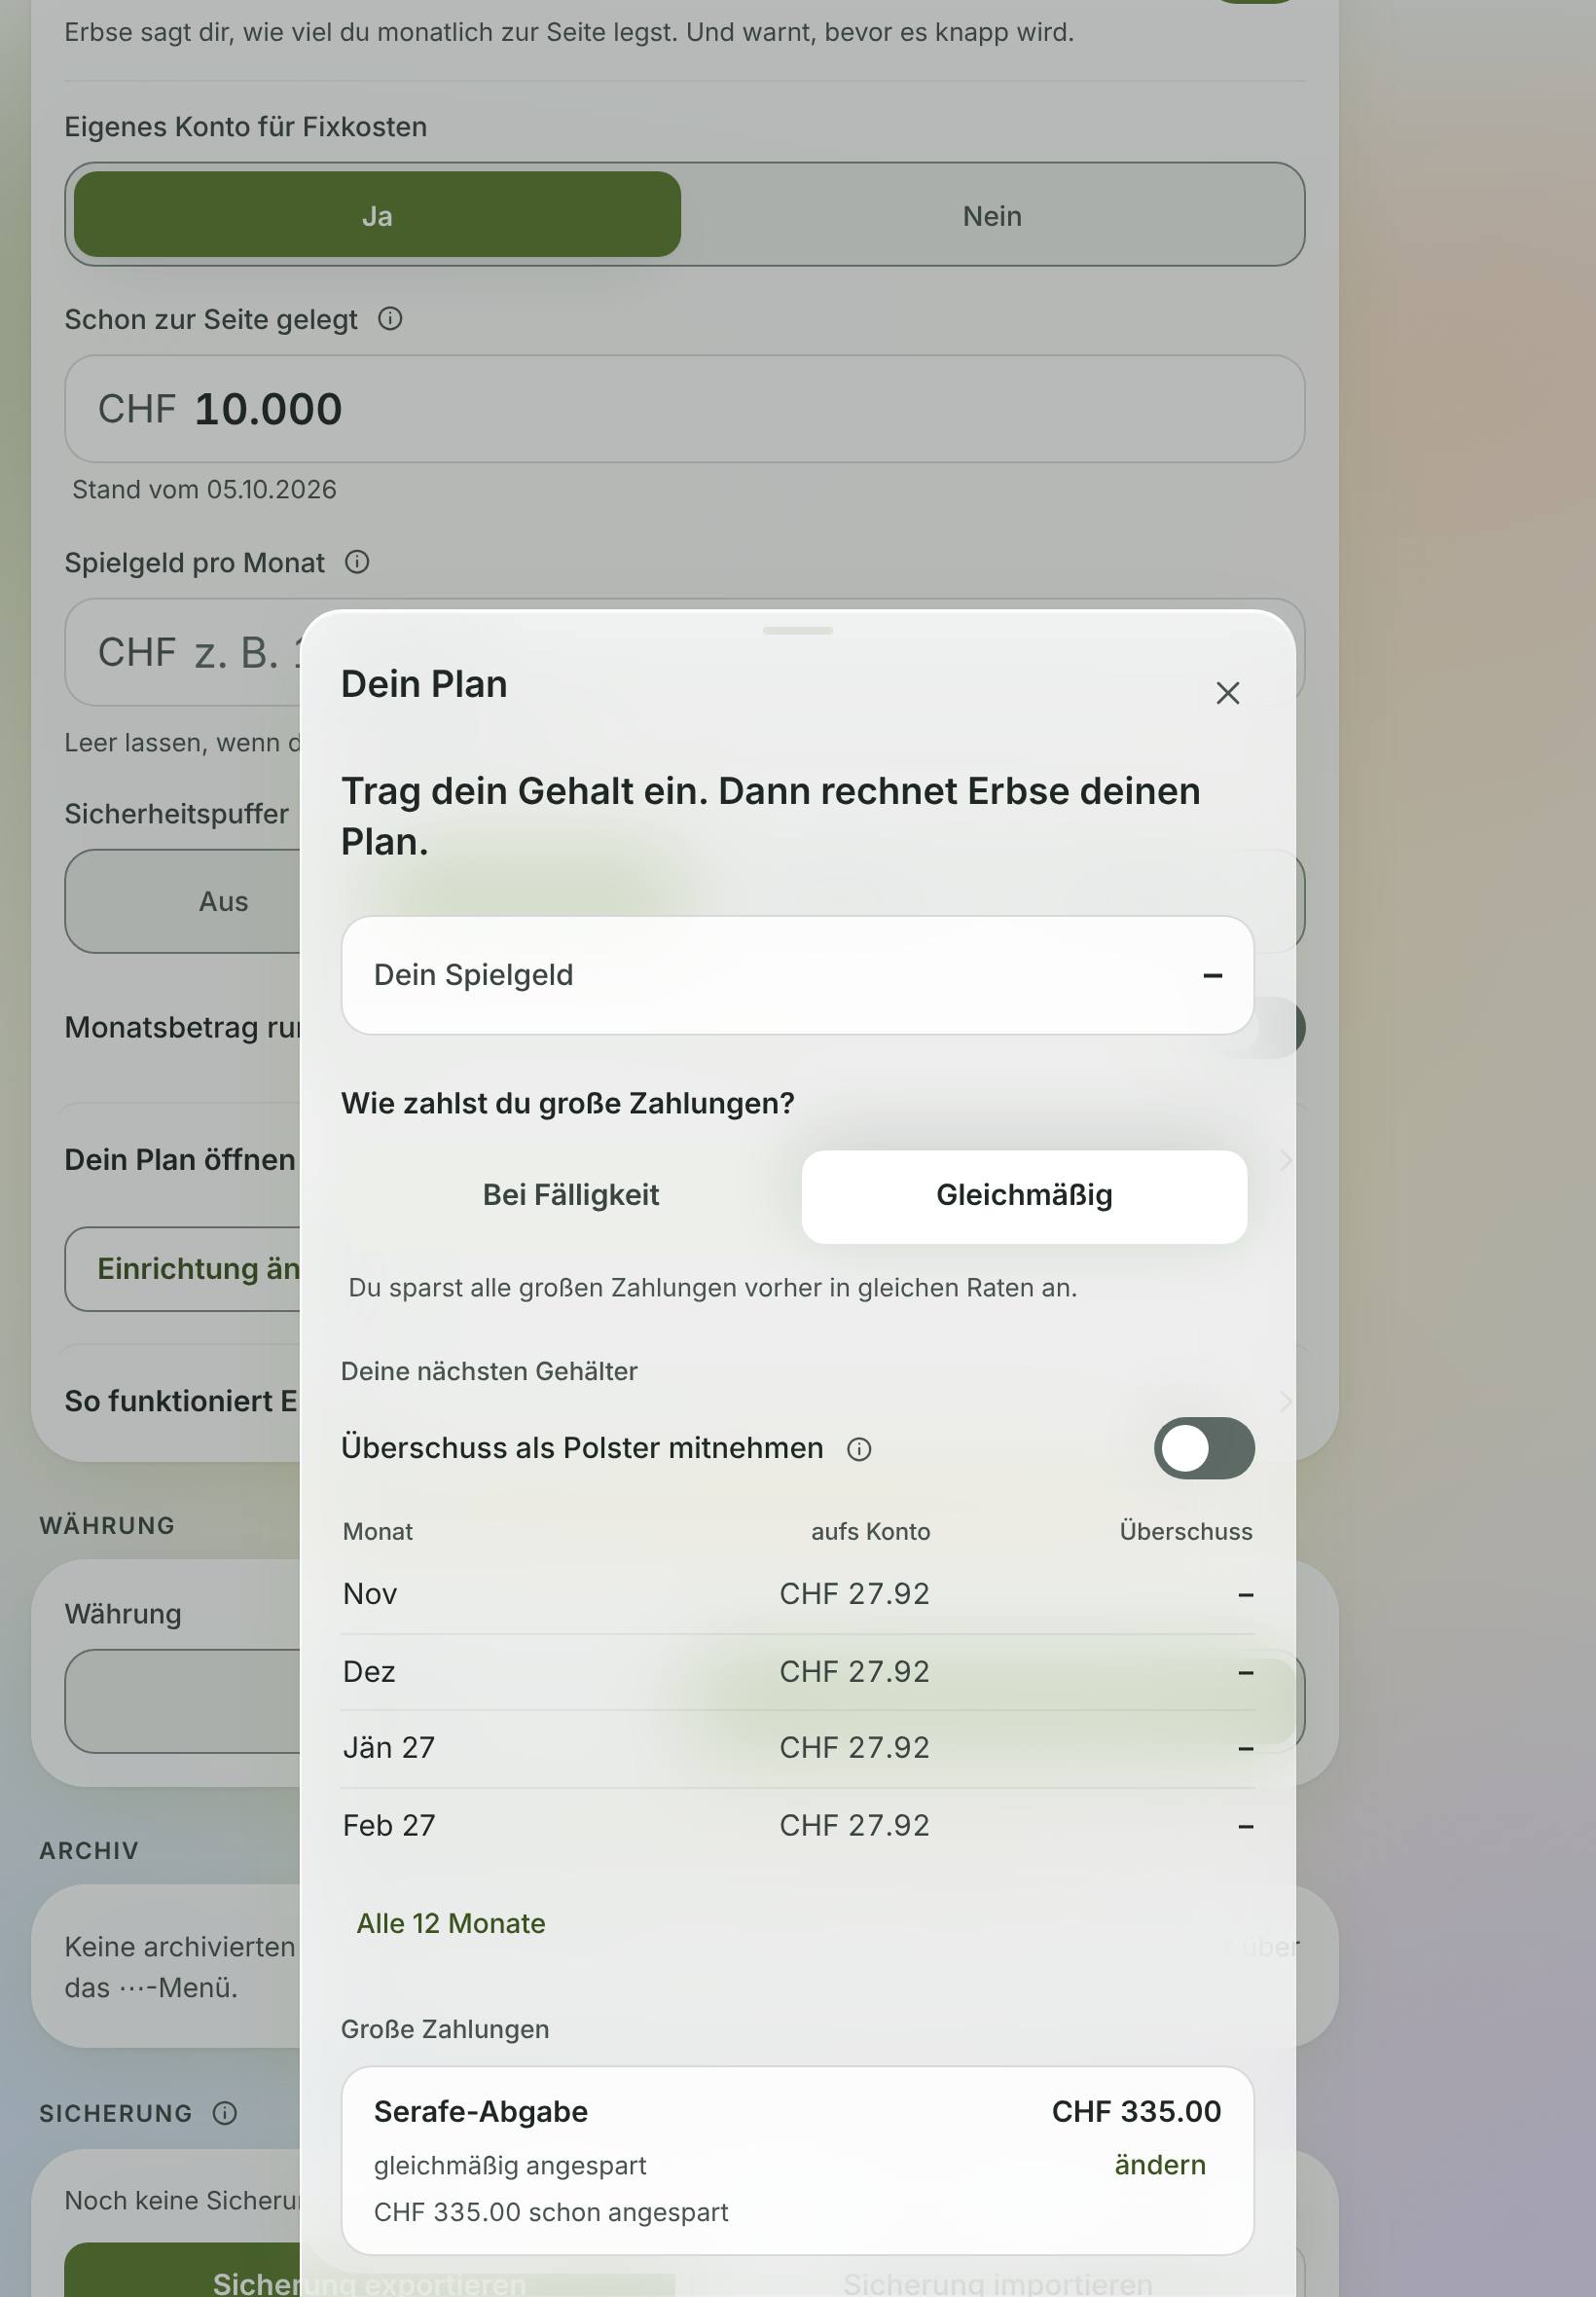 Erbse sagt dir, wie viel du monatlich zur Seite legst. Und warnt, bevor es knapp wird.
Eigenes Konto für Fixkosten
Ja Nein
Schon zur Seite gelegt
CHF 10.000
Stand vom 05.10.2026
Spielgeld pro Monat
CHF z. B.
Leer lassen, wenn
Sicherheitspuffer
Aus
Monatsbetrag
Dein Plan öffnen
Einrichtung
So funktioniert
WÄHRUNG
Währung
ARCHIV
Keine archivierten
über
das ···-Menü.
SICHERUNG
Noch keine
Sicherung exportieren Sicherung importieren
Dein Plan
Trag dein Gehalt ein. Dann rechnet Erbse deinen
Plan.
Dein Spielgeld –
Wie zahlst du große Zahlungen?
Bei Fälligkeit Gleichmäßig
Du sparst alle großen Zahlungen vorher in gleichen Raten an.
Deine nächsten Gehälter
Überschuss als Polster mitnehmen
Monat aufs Konto Überschuss
Nov CHF 27.92 –
Dez CHF 27.92 –
Jän 27 CHF 27.92 –
Feb 27 CHF 27.92 –
Alle 12 Monate
Große Zahlungen
Serafe-Abgabe CHF 335.00
gleichmäßig angespart ändern
CHF 335.00 schon angespart